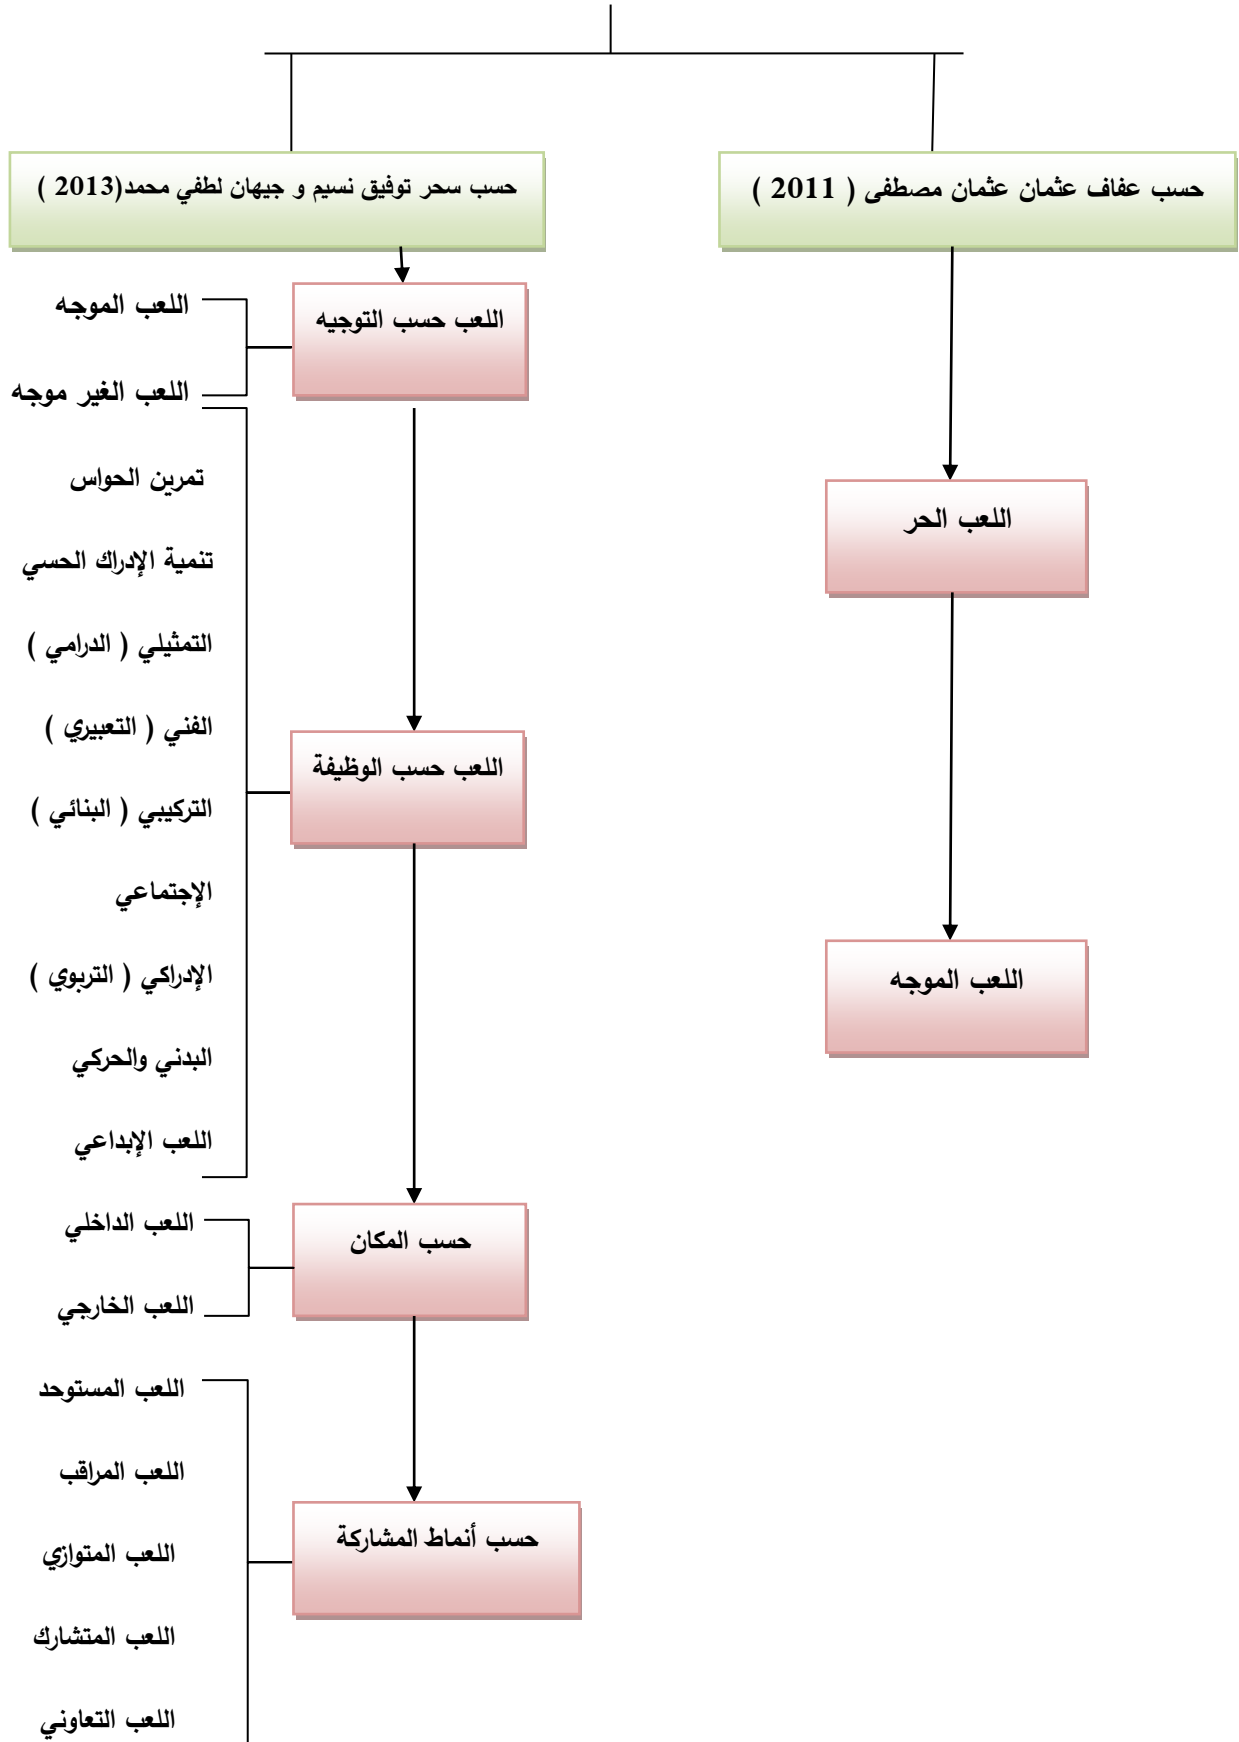 حسب عفاف عثمان عثمان مصطفى ( 2011 )
اللعب الحر
اللعب الموجه
حسب سحر توفيق نسيم و جيهان لطفي محمد(2013 )
اللعب حسب التوجيه
اللعب الموجه
اللعب الغير موجه
اللعب حسب الوظيفة
تمرين الحواس
تنمية الإدراك الحسي
التمثيلي ( الدرامي )
الفني ( التعبيري )
التركيبي ( البنائي )
الإجتماعي
الإدراكي ( التربوي )
البدني والحركي
اللعب الإبداعي
حسب المكان
اللعب الداخلي
اللعب الخارجي
حسب أنماط المشاركة
اللعب المستوحد
اللعب المراقب
اللعب المتوازي
اللعب المتشارك
اللعب التعاوني